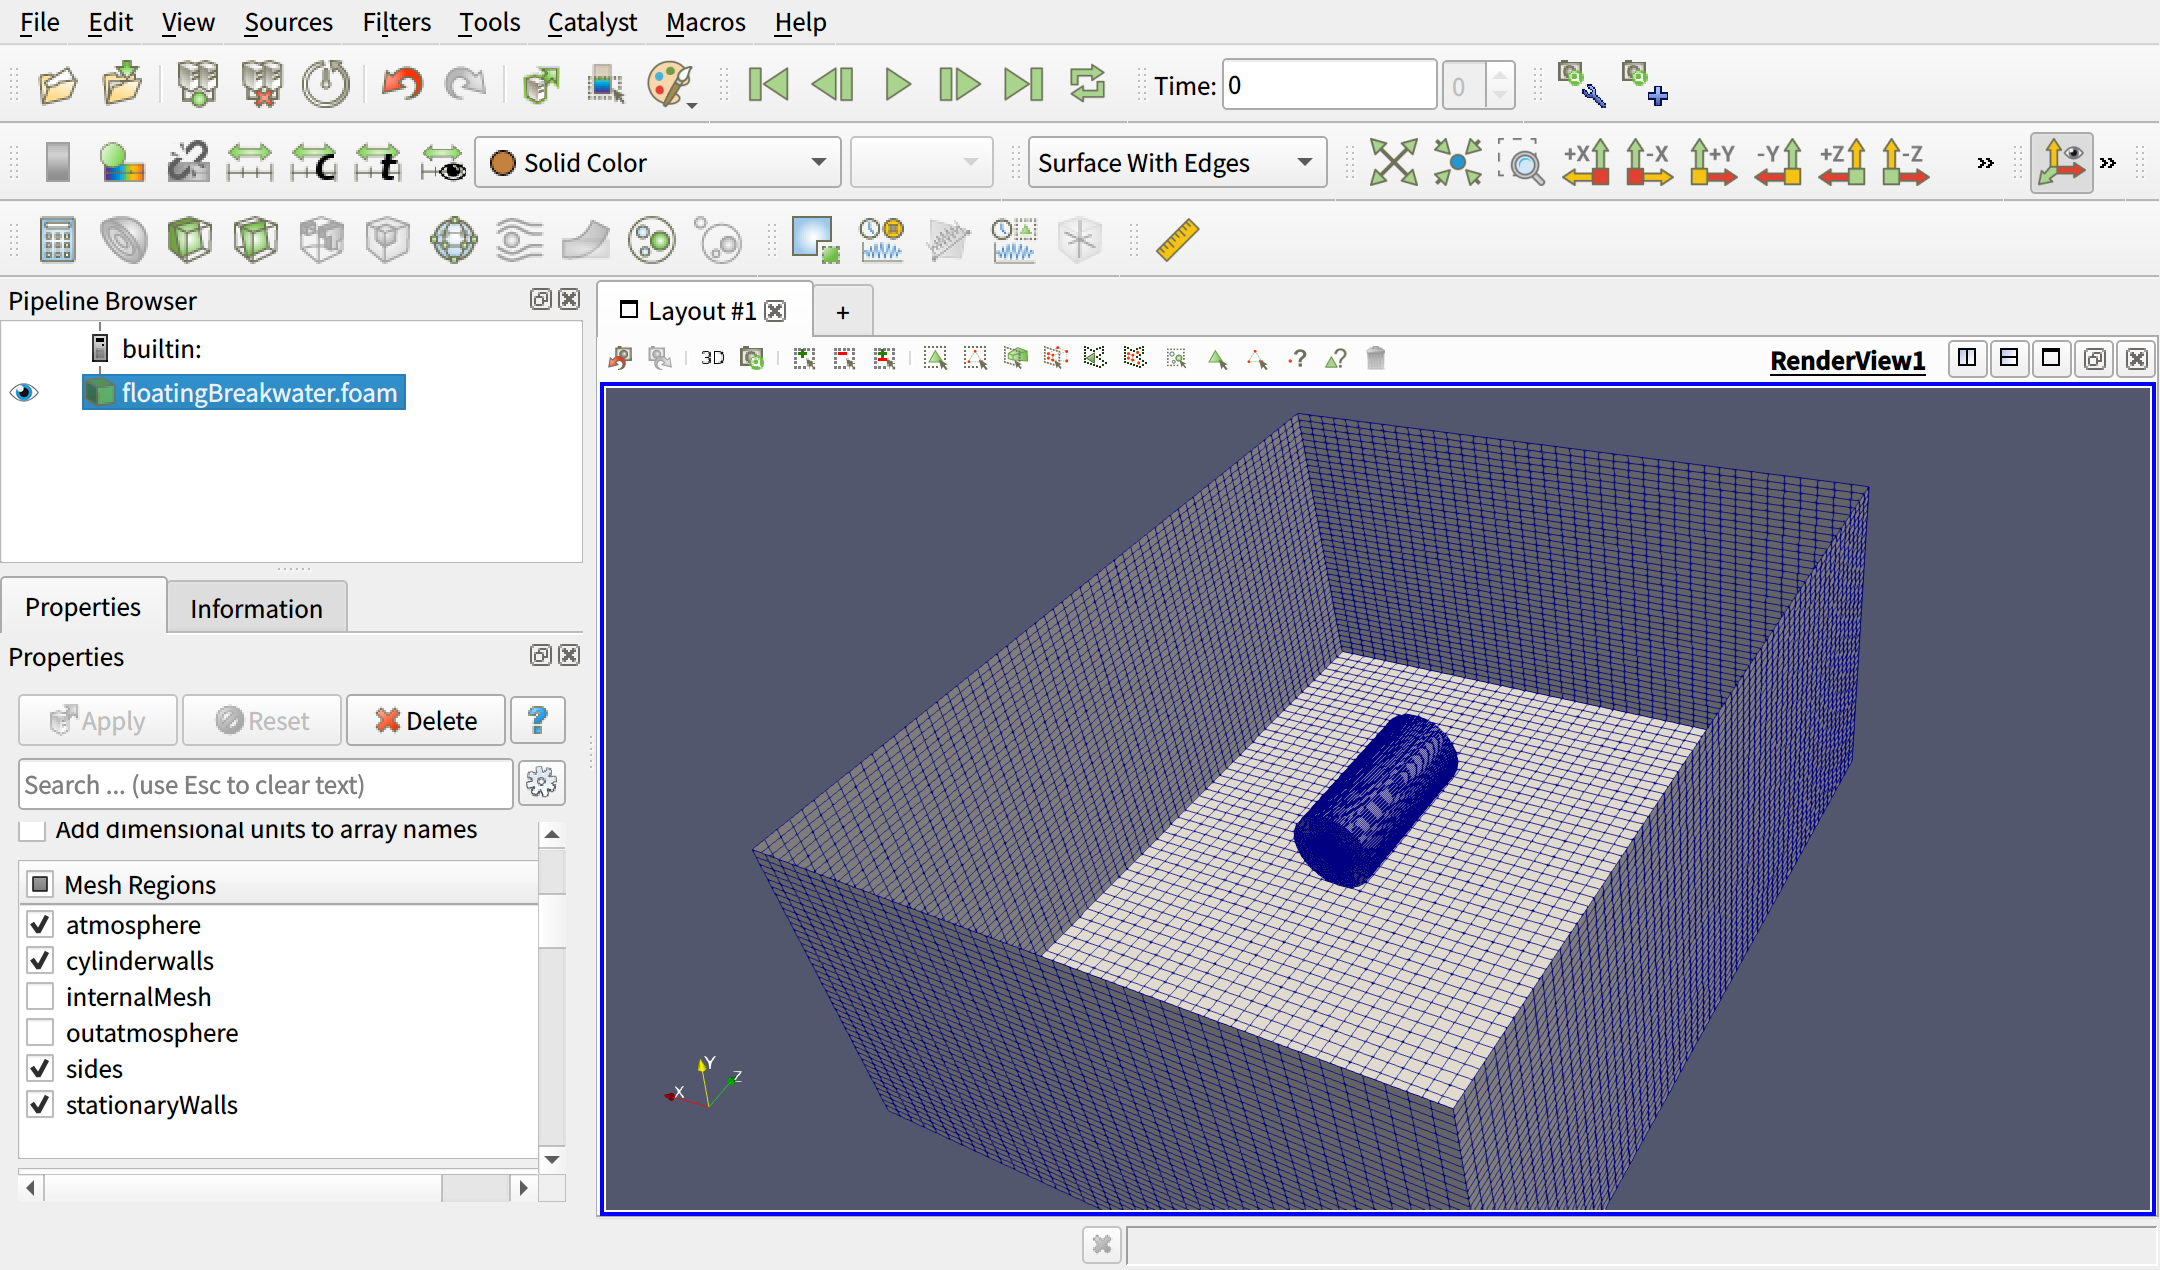 File Edit View Sources Filters Tools Catalyst Macros Help
Time: 0 0
C t Solid Color Surface With Edges +X -X +Y -Y +Z -Z
Pipeline Browser
builtin:
floatingBreakwater.foam
Properties Information
Properties
Apply Reset Delete ?
Search ... (use Esc to clear text)
Add dimensional units to array names
Mesh Regions
atmosphere
cylinderwalls
internalMesh
outatmosphere
sides
stationaryWalls
Layout #1 +
3D ? ? RenderView1
Y
Z
X